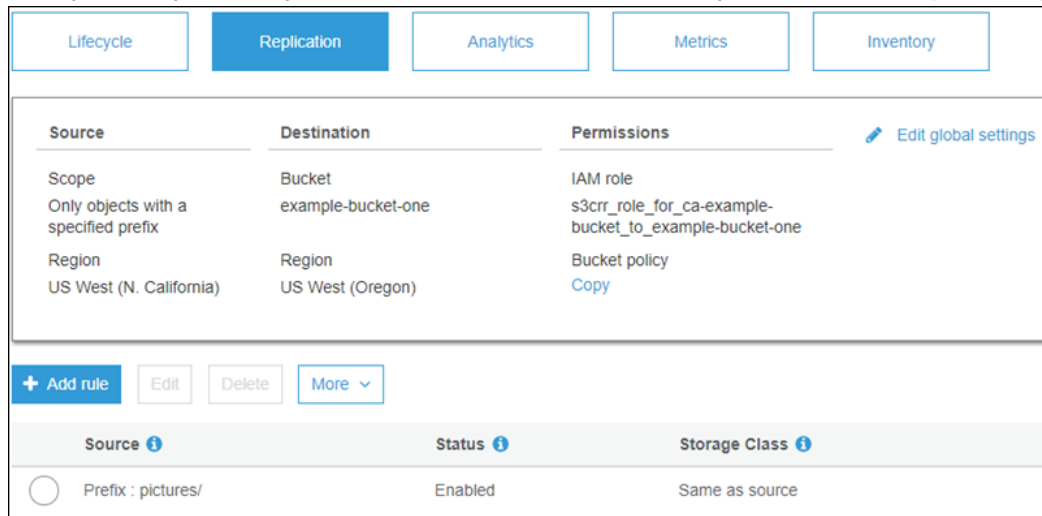 Lifecycle
Replication
Analytics
Metrics
Inventory
Source
Destination
Permissions
Edit global settings
Scope
Bucket
IAM role
Only objects with a
example-bucket-one
s3crr_role_for_ca-example-
specified prefix
bucket_to_example-bucket-one
Region
Region
Bucket policy
US West (N. California)
US West (Oregon)
Copy
+ Add rule
Edit
Delete
More
Source
Status
Storage Class
Prefix : pictures/
Enabled
Same as source